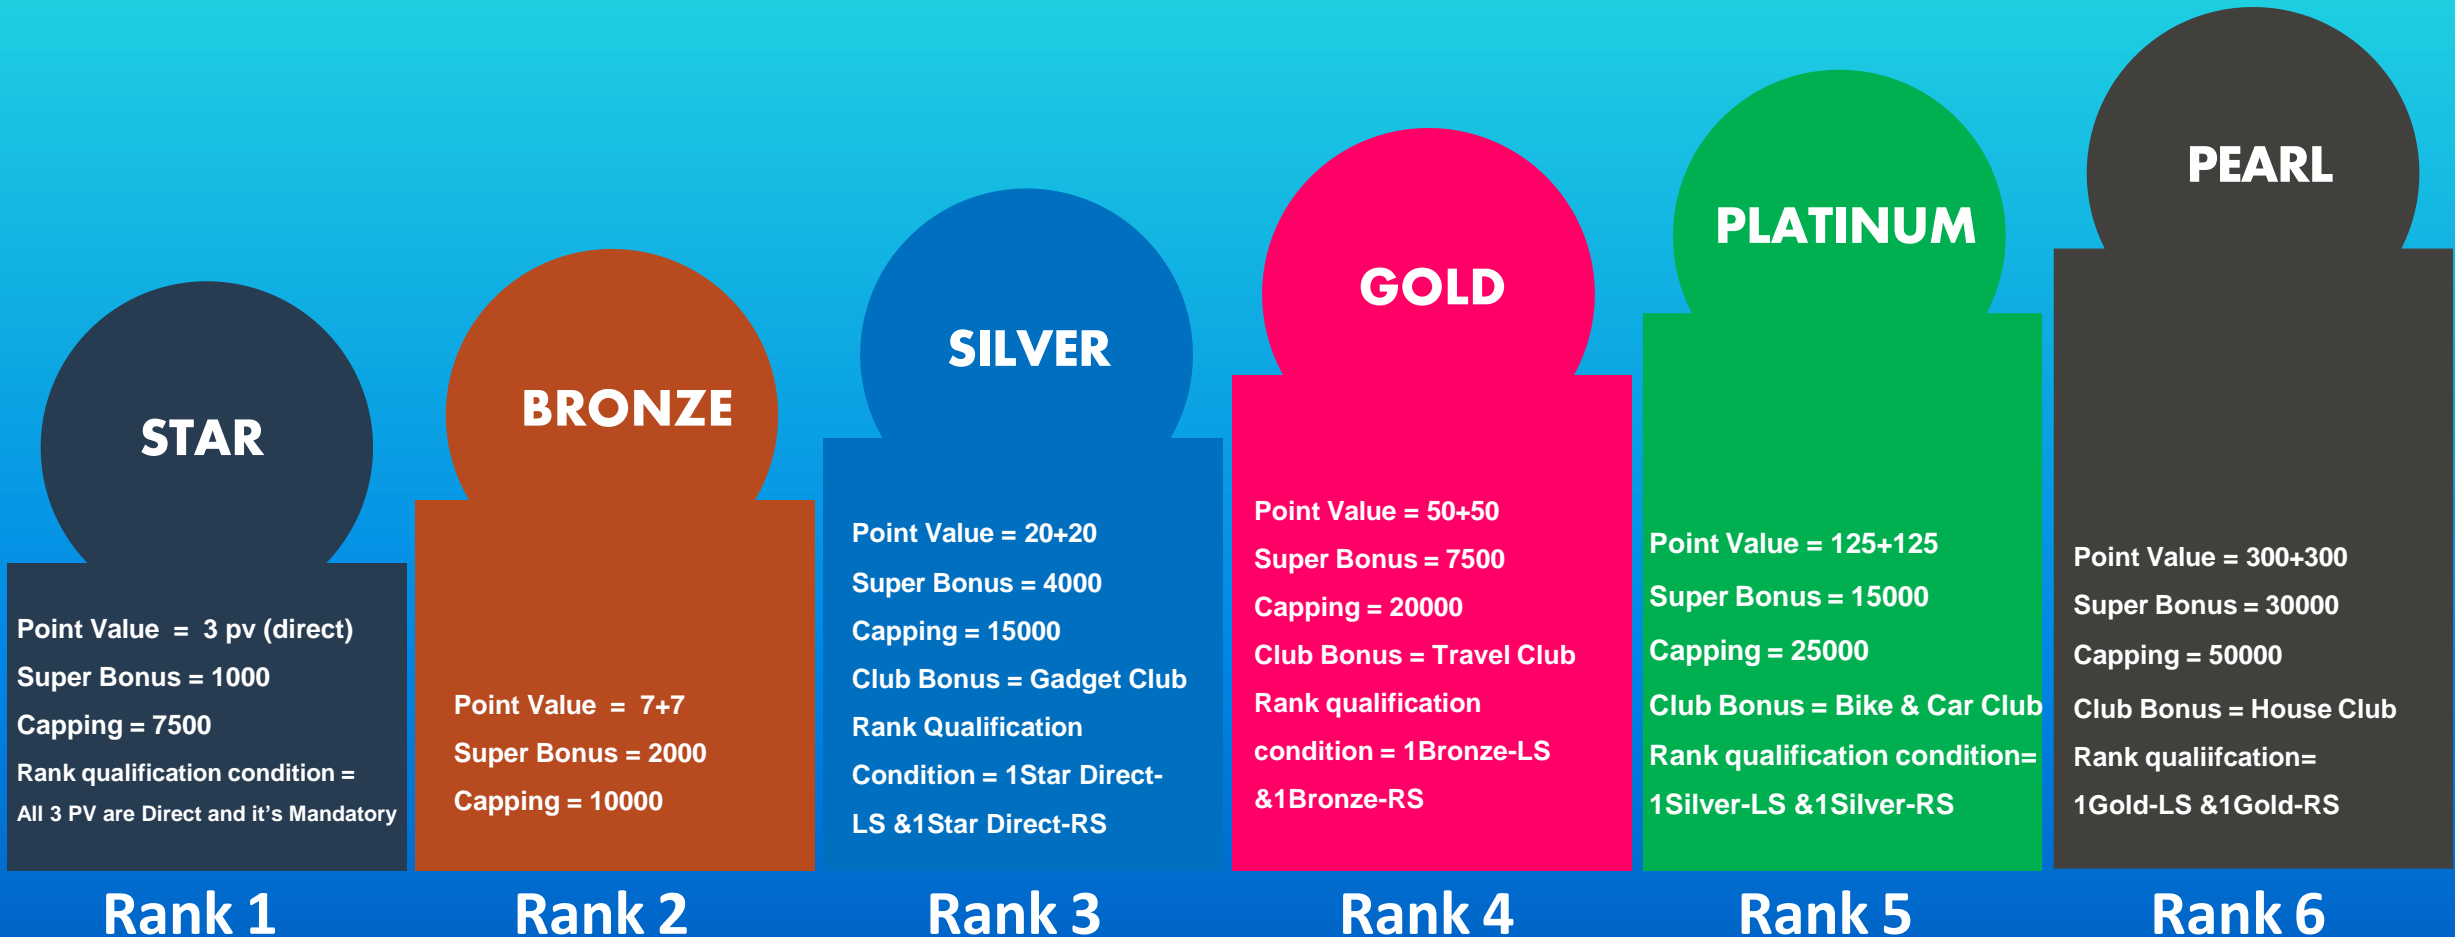 STAR
Point Value = 3 pv (direct)
Super Bonus = 1000
Capping = 7500
Rank qualification condition =
All 3 PV are Direct and it's Mandatory
Rank 1
BRONZE
Point Value = 7+7
Super Bonus = 2000
Capping = 10000
Rank 2
SILVER
Point Value = 20+20
Super Bonus = 4000
Capping = 15000
Club Bonus = Gadget Club
Rank Qualification
Condition = 1Star Direct-
LS &1Star Direct-RS
Rank 3
GOLD
Point Value = 50+50
Super Bonus = 7500
Capping = 20000
Club Bonus = Travel Club
Rank qualification
condition = 1Bronze-LS
&1Bronze-RS
Rank 4
PLATINUM
Point Value = 125+125
Super Bonus = 15000
Capping = 25000
Club Bonus = Bike & Car Club
Rank qualification condition=
1Silver-LS &1Silver-RS
Rank 5
PEARL
Point Value = 300+300
Super Bonus = 30000
Capping = 50000
Club Bonus = House Club
Rank qualiifcation=
1Gold-LS &1Gold-RS
Rank 6